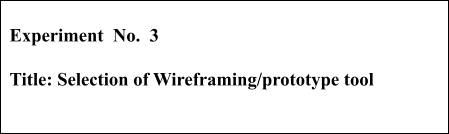 Experiment No. 3
Title: Selection of Wireframing/prototype tool